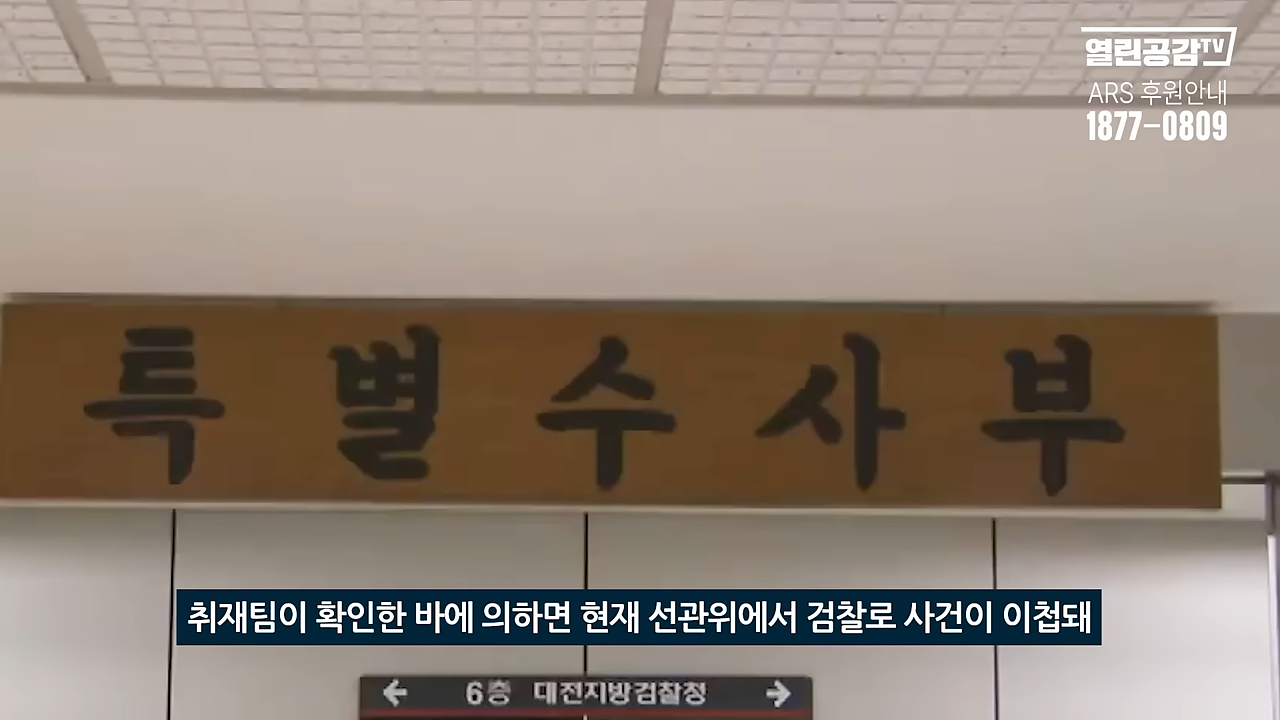 열린공감TV
ARS 후원안내
1877-0809
특별수사부
취재팀이 확인한 바에 의하면 현재 선관위에서 검찰로 사건이 이첩돼
← 6층 대전지방검찰청 →